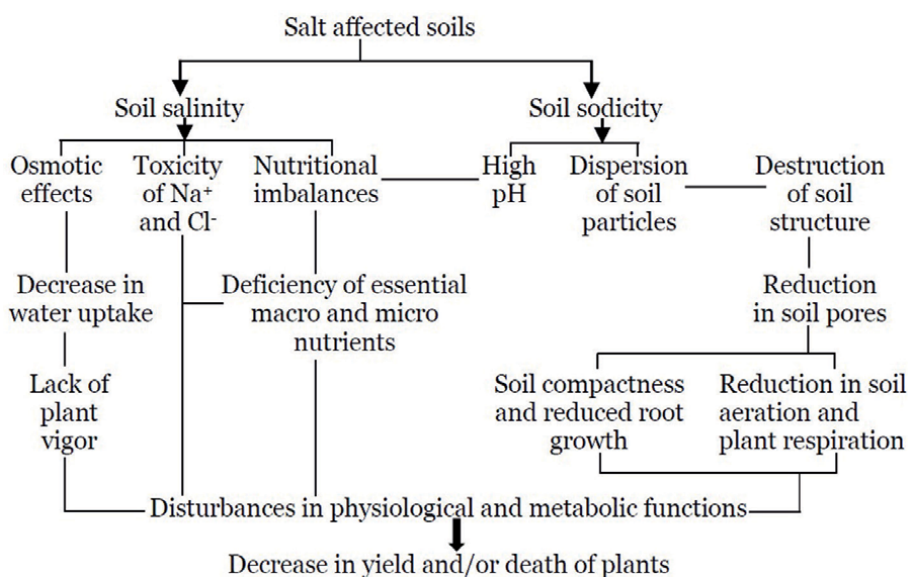 Salt affected soils
Soil salinity
Soil sodicity
Osmotic
effects
Toxicity
of Na⁺
and Cl⁻
Nutritional
imbalances
High
pH
Dispersion
of soil
particles
Destruction
of soil
structure
Decrease in
water uptake
Deficiency of essential
macro and micro
nutrients
Reduction
in soil pores
Lack of
plant
vigor
Soil compactness
and reduced root
growth
Reduction in soil
aeration and
plant respiration
Disturbances in physiological and metabolic functions
Decrease in yield and/or death of plants